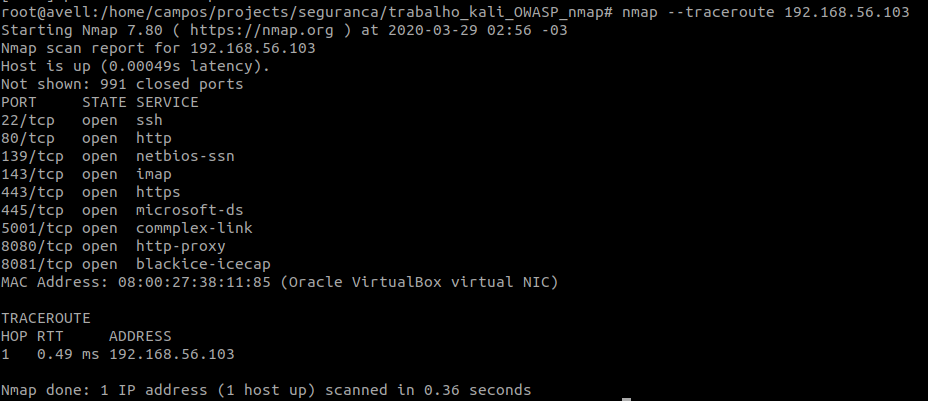 root@avell:/home/campos/projects/seguranca/trabalho_kali_OWASP_nmap# nmap --traceroute 192.168.56.103
Starting Nmap 7.80 ( https://nmap.org ) at 2020-03-29 02:56 -03
Nmap scan report for 192.168.56.103
Host is up (0.00049s latency).
Not shown: 991 closed ports
PORT     STATE SERVICE
22/tcp   open  ssh
80/tcp   open  http
139/tcp  open  netbios-ssn
143/tcp  open  imap
443/tcp  open  https
445/tcp  open  microsoft-ds
5001/tcp open  commplex-link
8080/tcp open  http-proxy
8081/tcp open  blackice-icecap
MAC Address: 08:00:27:38:11:85 (Oracle VirtualBox virtual NIC)

TRACEROUTE
HOP RTT     ADDRESS
1   0.49 ms 192.168.56.103

Nmap done: 1 IP address (1 host up) scanned in 0.36 seconds